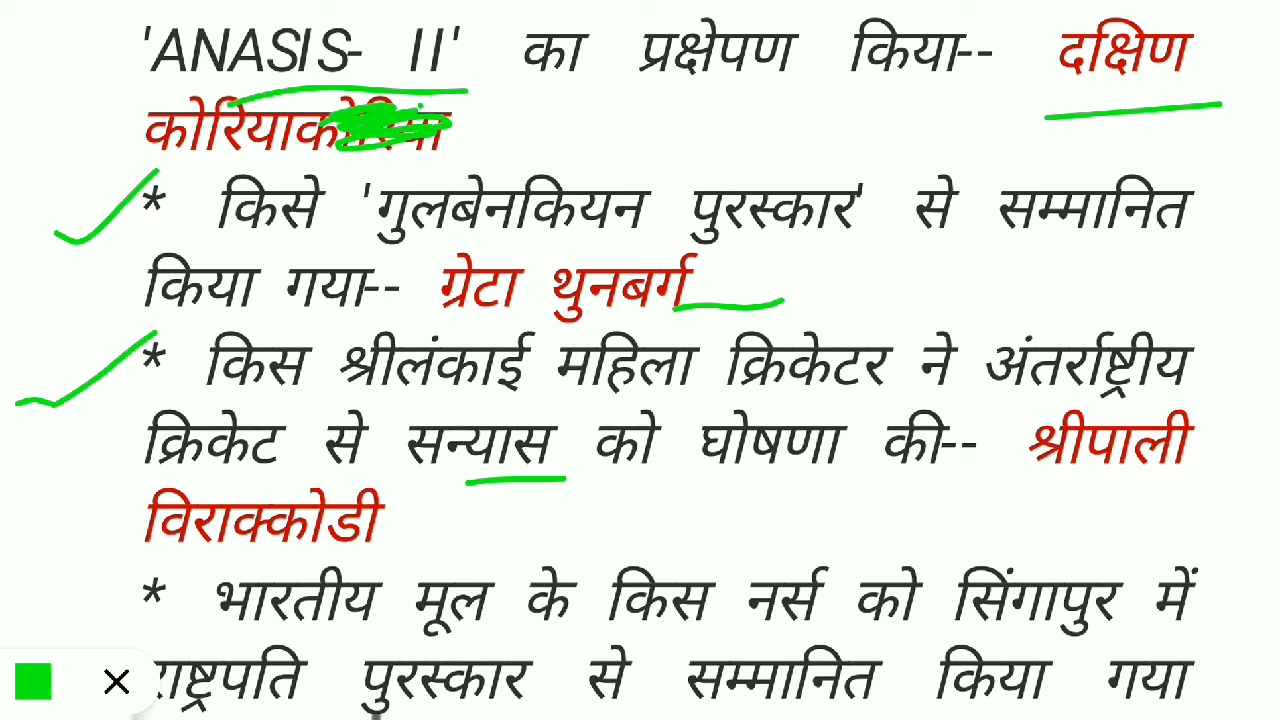 'ANASIS- II' का प्रक्षेपण किया-- दक्षिण
कोरियाकोरिया
* किसे 'गुलबेनकियन पुरस्कार' से सम्मानित
किया गया-- ग्रेटा थुनबर्ग
* किस श्रीलंकाई महिला क्रिकेटर ने अंतर्राष्ट्रीय
क्रिकेट से सन्यास को घोषणा की-- श्रीपाली
विराक्कोडी
* भारतीय मूल के किस नर्स को सिंगापुर में
राष्ट्रपति पुरस्कार से सम्मानित किया गया